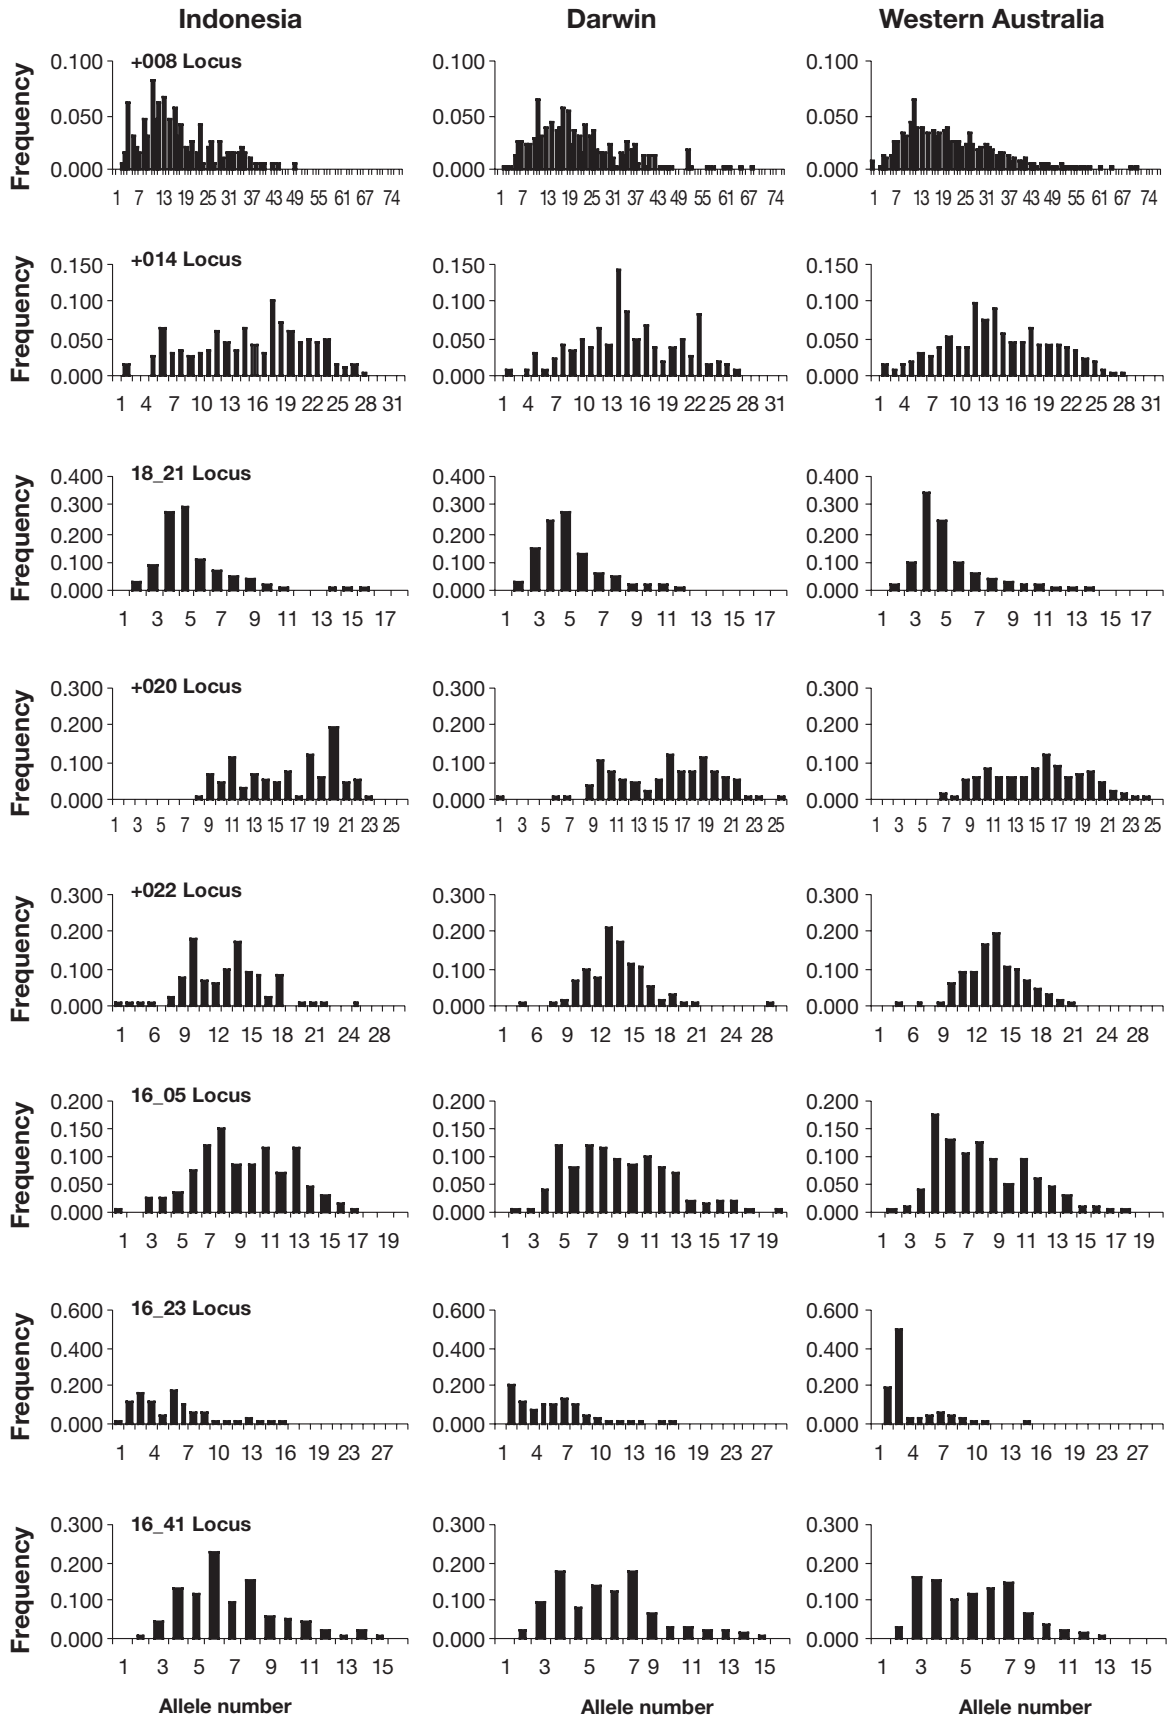 Indonesia Darwin Western Australia
+008 Locus
Frequency
0.100 0.100 0.100
0.050 0.050 0.050
0.000 0.000 0.000
1 7 13 19 25 31 37 43 49 55 61 67 74 1 7 13 19 25 31 37 43 49 55 61 67 74 1 7 13 19 25 31 37 43 49 55 61 67 74
+014 Locus
Frequency
0.150 0.150 0.150
0.100 0.100 0.100
0.050 0.050 0.050
0.000 0.000 0.000
1 4 7 10 13 16 19 22 25 28 31 1 4 7 10 13 16 19 22 25 28 31 1 4 7 10 13 16 19 22 25 28 31
18_21 Locus
Frequency
0.400 0.400 0.400
0.300 0.300 0.300
0.200 0.200 0.200
0.100 0.100 0.100
0.000 0.000 0.000
1 3 5 7 9 11 13 15 17 1 3 5 7 9 11 13 15 17 1 3 5 7 9 11 13 15 17
+020 Locus
Frequency
0.300 0.300 0.300
0.200 0.200 0.200
0.100 0.100 0.100
0.000 0.000 0.000
1 3 5 7 9 11 13 15 17 19 21 23 25 1 3 5 7 9 11 13 15 17 19 21 23 25 1 3 5 7 9 11 13 15 17 19 21 23 25
+022 Locus
Frequency
0.300 0.300 0.300
0.200 0.200 0.200
0.100 0.100 0.100
0.000 0.000 0.000
1 6 9 12 15 18 21 24 28 1 6 9 12 15 18 21 24 28 1 6 9 12 15 18 21 24 28
16_05 Locus
Frequency
0.200 0.200 0.200
0.150 0.150 0.150
0.100 0.100 0.100
0.050 0.050 0.050
0.000 0.000 0.000
1 3 5 7 9 11 13 15 17 19 1 3 5 7 9 11 13 15 17 19 1 3 5 7 9 11 13 15 17 19
16_23 Locus
Frequency
0.600 0.600 0.600
0.400 0.400 0.400
0.200 0.200 0.200
0.000 0.000 0.000
1 4 7 10 13 16 19 23 27 1 4 7 10 13 16 19 23 27 1 4 7 10 13 16 19 23 27
16_41 Locus
Frequency
0.300 0.300 0.300
0.200 0.200 0.200
0.100 0.100 0.100
0.000 0.000 0.000
1 3 5 7 9 11 13 15 1 3 5 7 9 11 13 15 1 3 5 7 9 11 13 15
Allele number Allele number Allele number